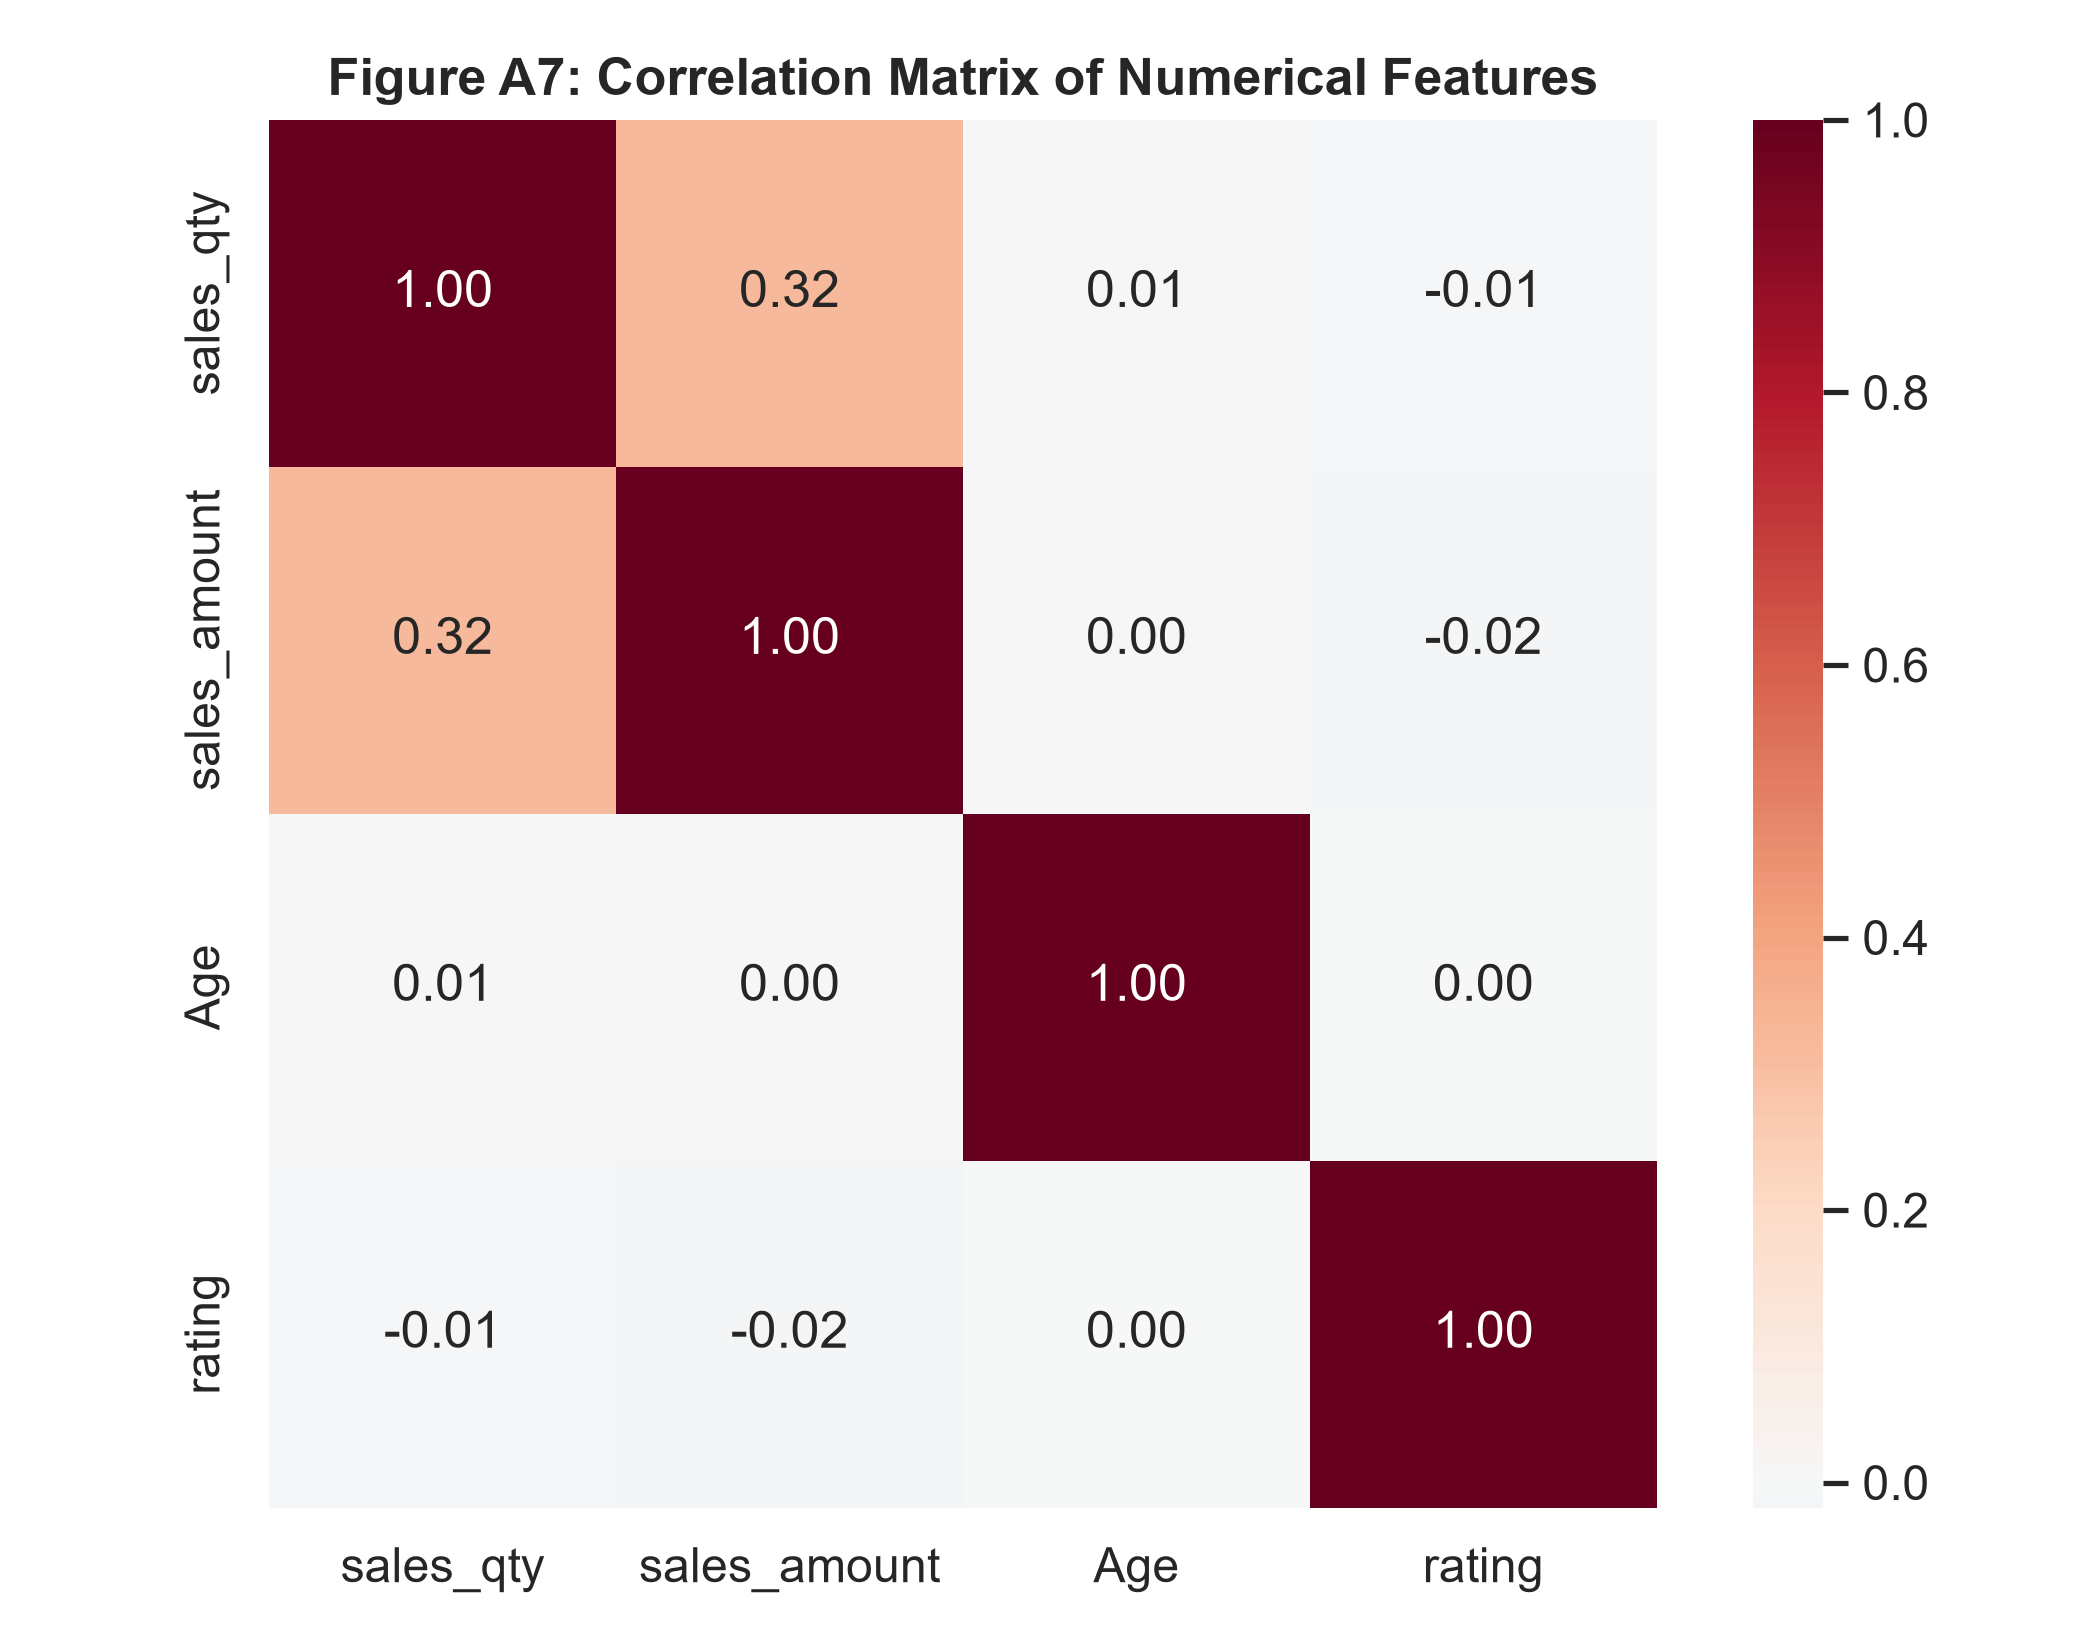 Figure A7: Correlation Matrix of Numerical Features
1.0
sales_qty 1.00 0.32 0.01 -0.01
0.8
sales_amount 0.32 1.00 0.00 -0.02
0.6
Age 0.01 0.00 1.00 0.00
0.4
0.2
rating -0.01 -0.02 0.00 1.00
0.0
sales_qty sales_amount Age rating